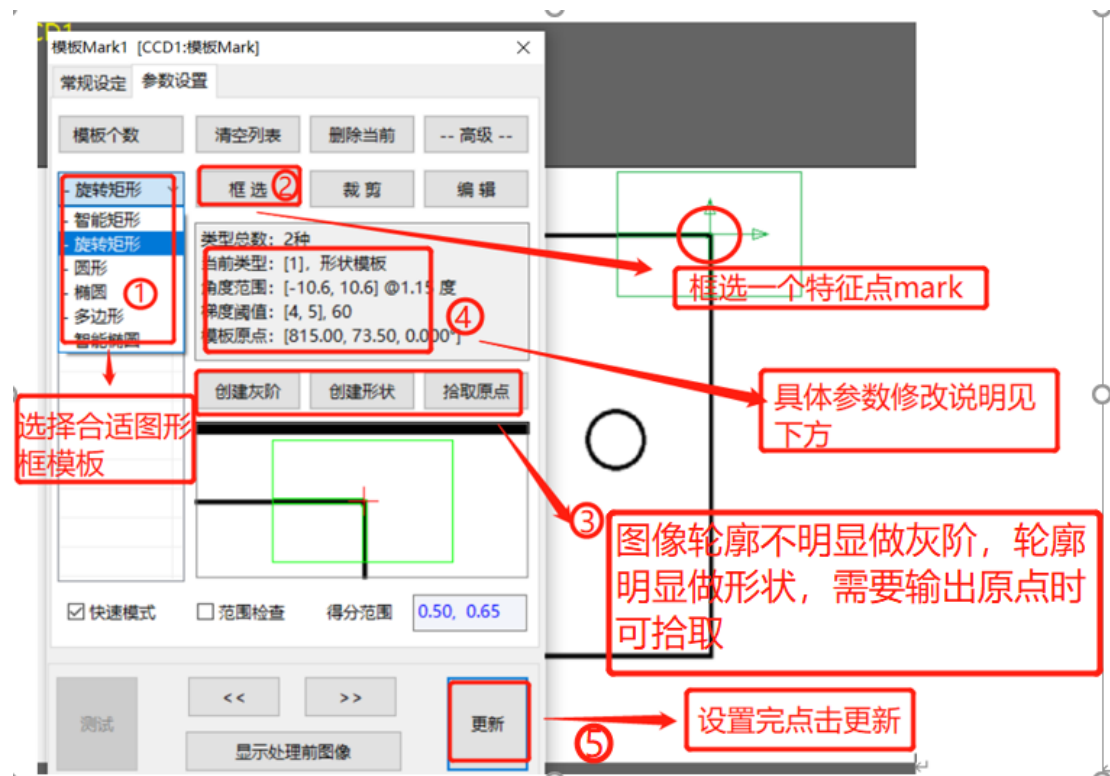 CD1
模板Mark1 [CCD1:模板Mark]
常规设定 参数设置
模板个数 清空列表 删除当前 -- 高级 --
- 旋转矩形 框 选 ② 裁 剪 编 辑
- 智能矩形
- 旋转矩形
- 圆形
- 椭圆 ①
- 多边形
- 智能椭圆
类型总数：2种
当前类型：[1]，形状模板
角度范围：[-10.6, 10.6] @1.15 度
梯度阈值：[4, 5], 60
模板原点：[815.00, 73.50, 0.000°]
④
框选一个特征点mark
创建灰阶 创建形状 拾取原点
具体参数修改说明见
下方
选择合适图形
框模板
③
图像轮廓不明显做灰阶，轮廓
明显做形状，需要输出原点时
可拾取
快速模式 范围检查 得分范围 0.50, 0.65
测试 << >> 更新
显示处理前图像
⑤
设置完点击更新